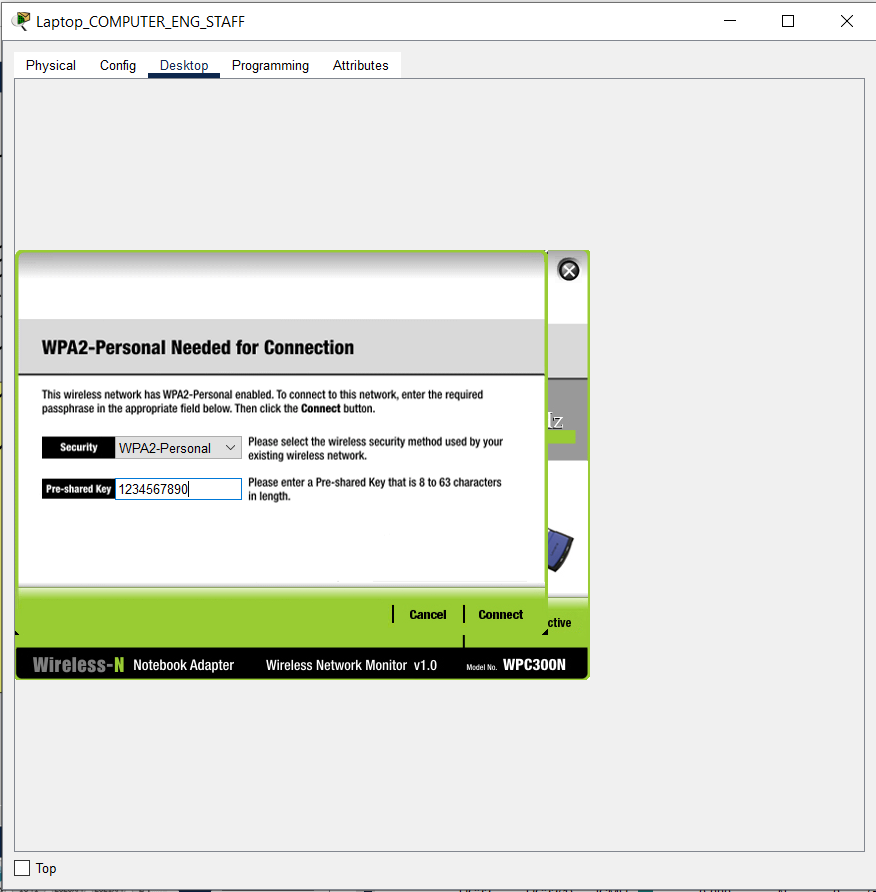 Laptop_COMPUTER_ENG_STAFF
Physical Config Desktop Programming Attributes
WPA2-Personal Needed for Connection
This wireless network has WPA2-Personal enabled. To connect to this network, enter the required
passphrase in the appropriate field below. Then click the Connect button.
Security WPA2-Personal Please select the wireless security method used by your
existing wireless network.
Pre-shared Key 1234567890 Please enter a Pre-shared Key that is 8 to 63 characters
in length.
Cancel Connect
ctive
Wireless-N Notebook Adapter Wireless Network Monitor v1.0 Model No. WPC300N
Top